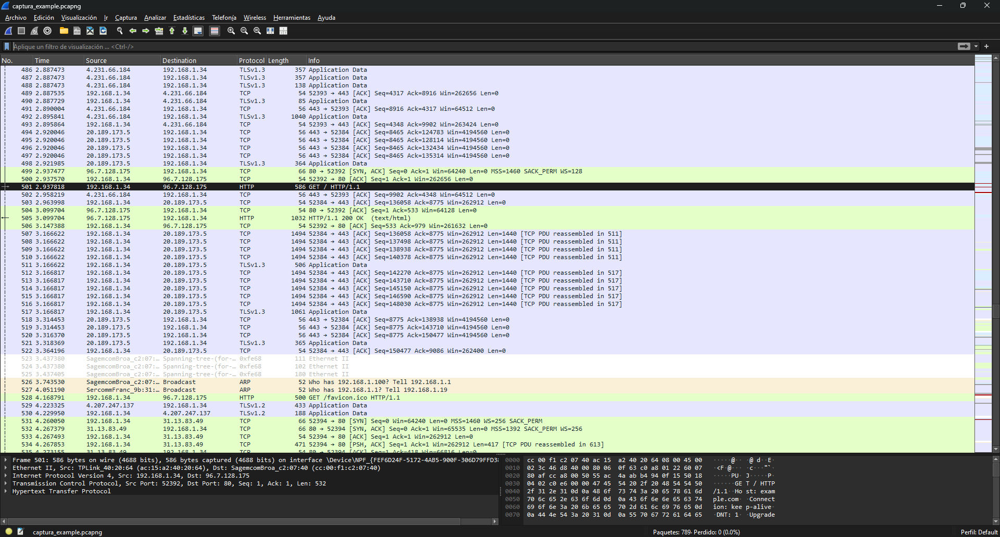 captura_example.pcapng
Archivo Edición Visualización Ir Captura Analizar Estadísticas Telefonía Wireless Herramientas Ayuda
Aplique un filtro de visualización ... <Ctrl-/>
No. Time Source Destination Protocol Length Info
486 2.887473 4.231.66.184 192.168.1.34 TLSv1.3 357 Application Data
487 2.887473 4.231.66.184 192.168.1.34 TLSv1.3 357 Application Data
488 2.887473 4.231.66.184 192.168.1.34 TLSv1.3 138 Application Data
489 2.887535 192.168.1.34 4.231.66.184 TCP 54 52393 → 443 [ACK] Seq=4317 Ack=8916 Win=262656 Len=0
490 2.887729 192.168.1.34 4.231.66.184 TLSv1.3 85 Application Data
491 2.890004 4.231.66.184 192.168.1.34 TCP 56 443 → 52393 [ACK] Seq=8916 Ack=4317 Win=64512 Len=0
492 2.895841 4.231.66.184 192.168.1.34 TLSv1.3 1040 Application Data
493 2.895864 192.168.1.34 4.231.66.184 TCP 54 52393 → 443 [ACK] Seq=4348 Ack=9902 Win=263424 Len=0
494 2.920046 20.189.173.5 192.168.1.34 TCP 56 443 → 52384 [ACK] Seq=8465 Ack=124783 Win=4194560 Len=0
495 2.920046 20.189.173.5 192.168.1.34 TCP 56 443 → 52384 [ACK] Seq=8465 Ack=128114 Win=4194560 Len=0
496 2.920046 20.189.173.5 192.168.1.34 TCP 56 443 → 52384 [ACK] Seq=8465 Ack=132434 Win=4194560 Len=0
497 2.920046 20.189.173.5 192.168.1.34 TCP 56 443 → 52384 [ACK] Seq=8465 Ack=135314 Win=4194560 Len=0
498 2.921985 20.189.173.5 192.168.1.34 TLSv1.3 364 Application Data
499 2.937477 96.7.128.175 192.168.1.34 TCP 66 80 → 52392 [SYN, ACK] Seq=0 Ack=1 Win=64240 Len=0 MSS=1460 SACK_PERM WS=128
500 2.937570 192.168.1.34 96.7.128.175 TCP 54 52392 → 80 [ACK] Seq=1 Ack=1 Win=262656 Len=0
501 2.937818 192.168.1.34 96.7.128.175 HTTP 586 GET / HTTP/1.1
502 2.958219 4.231.66.184 192.168.1.34 TCP 56 443 → 52393 [ACK] Seq=9902 Ack=4348 Win=64512 Len=0
503 2.963998 192.168.1.34 20.189.173.5 TCP 54 52384 → 443 [ACK] Seq=136058 Ack=8775 Win=262912 Len=0
504 3.099704 96.7.128.175 192.168.1.34 TCP 54 80 → 52392 [ACK] Seq=1 Ack=533 Win=64128 Len=0
505 3.099704 96.7.128.175 192.168.1.34 HTTP 1032 HTTP/1.1 200 OK (text/html)
506 3.147388 192.168.1.34 96.7.128.175 TCP 54 52392 → 80 [ACK] Seq=533 Ack=979 Win=261632 Len=0
507 3.166622 192.168.1.34 20.189.173.5 TCP 1494 52384 → 443 [ACK] Seq=136058 Ack=8775 Win=262912 Len=1440 [TCP PDU reassembled in 511]
508 3.166622 192.168.1.34 20.189.173.5 TCP 1494 52384 → 443 [ACK] Seq=137498 Ack=8775 Win=262912 Len=1440 [TCP PDU reassembled in 511]
509 3.166622 192.168.1.34 20.189.173.5 TCP 1494 52384 → 443 [ACK] Seq=138938 Ack=8775 Win=262912 Len=1440 [TCP PDU reassembled in 511]
510 3.166622 192.168.1.34 20.189.173.5 TCP 1494 52384 → 443 [ACK] Seq=140378 Ack=8775 Win=262912 Len=1440 [TCP PDU reassembled in 511]
511 3.166622 192.168.1.34 20.189.173.5 TLSv1.3 506 Application Data
512 3.166817 192.168.1.34 20.189.173.5 TCP 1494 52384 → 443 [ACK] Seq=142270 Ack=8775 Win=262912 Len=1440 [TCP PDU reassembled in 517]
513 3.166817 192.168.1.34 20.189.173.5 TCP 1494 52384 → 443 [ACK] Seq=143710 Ack=8775 Win=262912 Len=1440 [TCP PDU reassembled in 517]
514 3.166817 192.168.1.34 20.189.173.5 TCP 1494 52384 → 443 [ACK] Seq=145150 Ack=8775 Win=262912 Len=1440 [TCP PDU reassembled in 517]
515 3.166817 192.168.1.34 20.189.173.5 TCP 1494 52384 → 443 [ACK] Seq=146590 Ack=8775 Win=262912 Len=1440 [TCP PDU reassembled in 517]
516 3.166817 192.168.1.34 20.189.173.5 TCP 1494 52384 → 443 [ACK] Seq=148030 Ack=8775 Win=262912 Len=1440 [TCP PDU reassembled in 517]
517 3.166817 192.168.1.34 20.189.173.5 TLSv1.3 1061 Application Data
518 3.314453 20.189.173.5 192.168.1.34 TCP 56 443 → 52384 [ACK] Seq=8775 Ack=138938 Win=4194560 Len=0
519 3.314453 20.189.173.5 192.168.1.34 TCP 56 443 → 52384 [ACK] Seq=8775 Ack=143710 Win=4194560 Len=0
520 3.316370 20.189.173.5 192.168.1.34 TCP 56 443 → 52384 [ACK] Seq=8775 Ack=150477 Win=4194560 Len=0
521 3.318369 20.189.173.5 192.168.1.34 TLSv1.3 365 Application Data
522 3.364196 192.168.1.34 20.189.173.5 TCP 54 52384 → 443 [ACK] Seq=150477 Ack=9086 Win=262400 Len=0
523 3.437380 SagemcomBroa_c2:07:… Spanning-tree-(for-… 0xfe68 111 Ethernet II
524 3.437380 SagemcomBroa_c2:07:… Spanning-tree-(for-… 0xfe68 102 Ethernet II
525 3.437405 SagemcomBroa_c2:07:… Spanning-tree-(for-… 0xfe68 180 Ethernet II
526 3.743530 SagemcomBroa_c2:07:… Broadcast ARP 52 Who has 192.168.1.100? Tell 192.168.1.1
527 4.051190 SercommFranc_9b:31:… Broadcast ARP 52 Who has 192.168.1.1? Tell 192.168.1.19
528 4.168791 192.168.1.34 96.7.128.175 HTTP 500 GET /favicon.ico HTTP/1.1
529 4.223325 4.207.247.137 192.168.1.34 TLSv1.2 433 Application Data
530 4.229950 192.168.1.34 4.207.247.137 TLSv1.2 188 Application Data
531 4.260050 192.168.1.34 31.13.83.49 TCP 66 52394 → 80 [SYN] Seq=0 Win=64240 Len=0 MSS=1460 WS=256 SACK_PERM
532 4.267379 31.13.83.49 192.168.1.34 TCP 66 80 → 52394 [SYN, ACK] Seq=0 Ack=1 Win=65535 Len=0 MSS=1392 SACK_PERM WS=256
533 4.267493 192.168.1.34 31.13.83.49 TCP 54 52394 → 80 [ACK] Seq=1 Ack=1 Win=262912 Len=0
534 4.267853 192.168.1.34 31.13.83.49 TCP 471 52394 → 80 [PSH, ACK] Seq=1 Ack=1 Win=262912 Len=417 [TCP PDU reassembled in 613]
535 4.273155 31.13.83.49 192.168.1.34 TCP 54 80 → 52394 [ACK] Seq=1 Ack=418 Win=66816 Len=0
Frame 501: 586 bytes on wire (4688 bits), 586 bytes captured (4688 bits) on interface \Device\NPF_{FEF6D24F-5172-4AB5-900F-306D79FFD3
Ethernet II, Src: TPLink_40:20:64 (ac:15:a2:40:20:64), Dst: SagemcomBroa_c2:07:40 (cc:00:f1:c2:07:40)
Internet Protocol Version 4, Src: 192.168.1.34, Dst: 96.7.128.175
Transmission Control Protocol, Src Port: 52392, Dst Port: 80, Seq: 1, Ack: 1, Len: 532
Hypertext Transfer Protocol
0000 cc 00 f1 c2 07 40 ac 15 a2 40 20 64 08 00 45 00 ·····@·· ·@ d··E·
0010 02 3c 46 d8 40 00 80 06 0f 63 c0 a8 01 22 60 07 ·<F·@··· ·c···"`·
0020 80 af cc a8 00 50 55 ac 4a ab b4 94 0f 15 50 18 ·····PU· J·····P·
0030 04 02 c0 e6 00 00 47 45 54 20 2f 20 48 54 54 50 ······GE T / HTTP
0040 2f 31 2e 31 0d 0a 48 6f 73 74 3a 20 65 78 61 6d /1.1··Ho st: exam
0050 70 6c 65 2e 63 6f 6d 0d 0a 43 6f 6e 6e 65 63 74 ple.com· ·Connect
0060 69 6f 6e 3a 20 6b 65 65 70 2d 61 6c 69 76 65 0d ion: kee p-alive·
0070 0a 44 4e 54 3a 20 31 0d 0a 55 70 67 72 61 64 65 ·DNT: 1· ·Upgrade
captura_example.pcapng Paquetes: 789· Perdido: 0 (0.0%) Perfil: Default